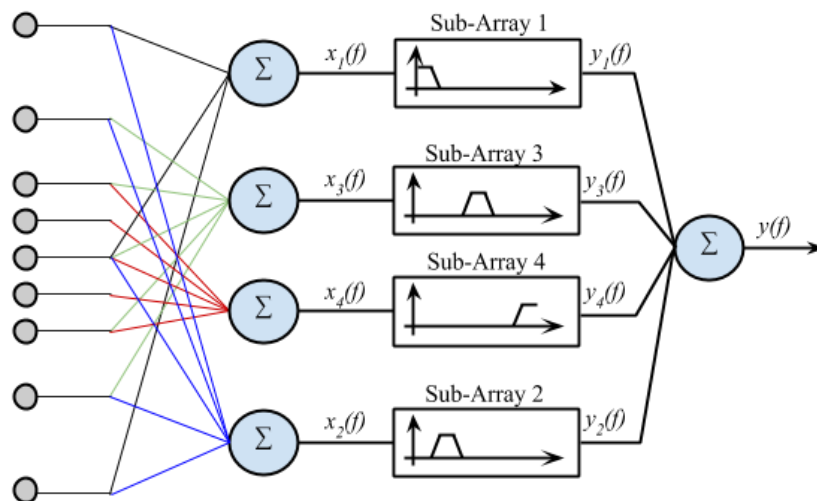 Sub-Array 1
Σ
x₁(f)
y₁(f)
Sub-Array 3
Σ
x₃(f)
y₃(f)
Σ
y(f)
Sub-Array 4
Σ
x₄(f)
y₄(f)
Sub-Array 2
Σ
x₂(f)
y₂(f)